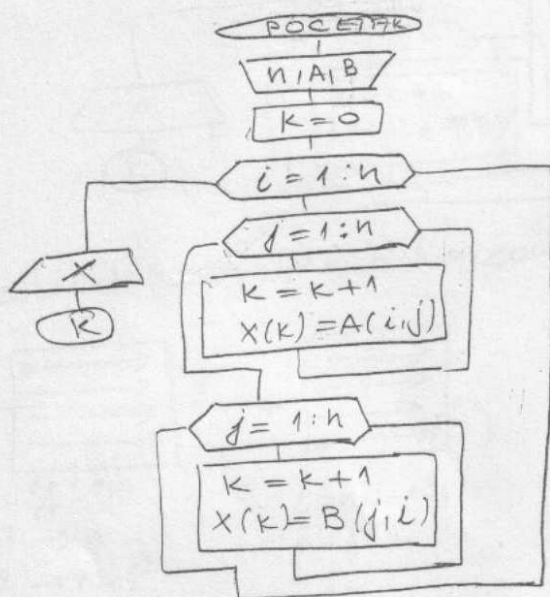 POCETAK
n, A, B
K = 0
i = 1 : n
j = 1 : n
K = K + 1
X(K) = A(i,j)
j = 1 : n
K = K + 1
X(K) = B(j,i)
X
K